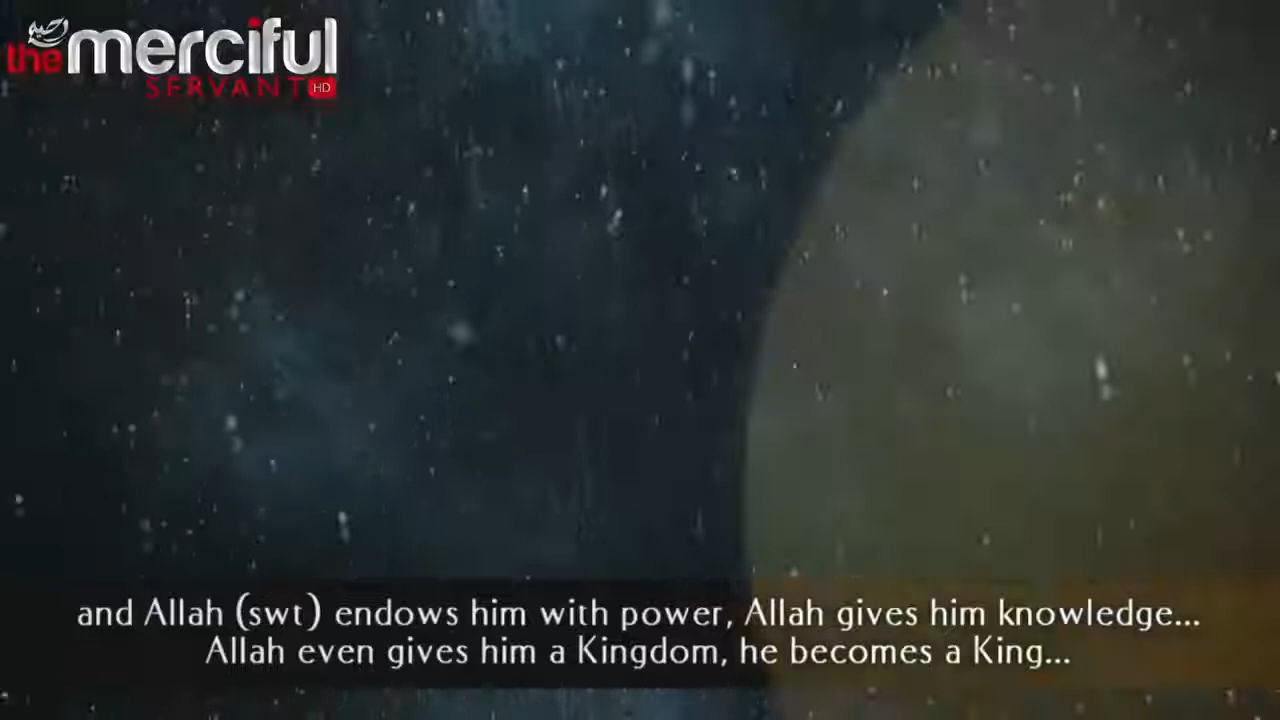 the merciful
SERVANT HD
and Allah (swt) endows him with power, Allah gives him knowledge...
Allah even gives him a Kingdom, he becomes a King...